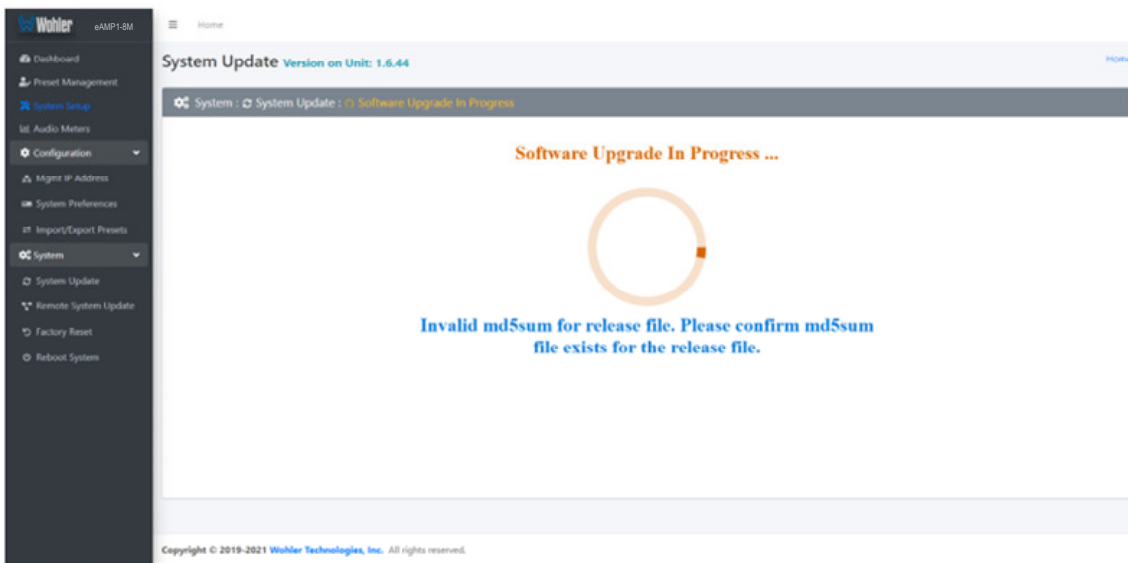 Wohler eAMP1-8M
Home
Dashboard
Preset Management
System Setup
Audio Meters
Configuration
Mgmt IP Address
System Preferences
Import/Export Presets
System
System Update
Remote System Update
Factory Reset
Reboot System
System Update Version on Unit: 1.6.44
Home
System : System Update : Software Upgrade In Progress
Software Upgrade In Progress ...
Invalid md5sum for release file. Please confirm md5sum
file exists for the release file.
Copyright © 2019-2021 Wohler Technologies, Inc. All rights reserved.